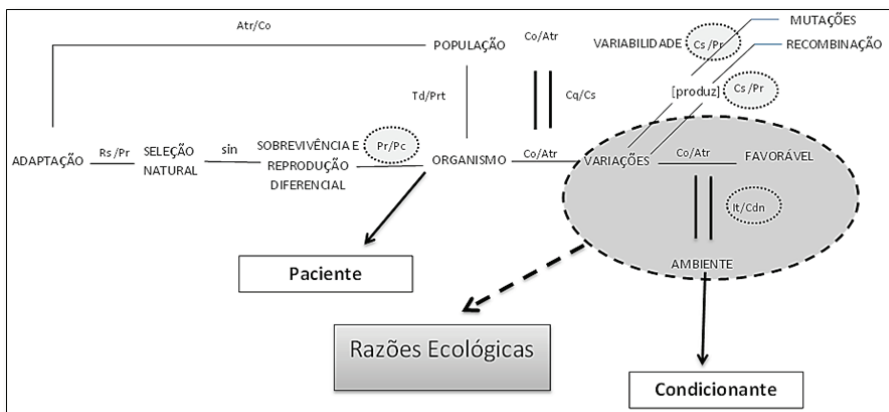 Atr/Co
Co/Atr
VARIABILIDADE
Cs /Pr
MUTAÇÕES
POPULAÇÃO
RECOMBINAÇÃO
Td/Prt
Cq/Cs
[produz]
Cs /Pr
ADAPTAÇÃO
Rs /Pr
SELEÇÃO
NATURAL
sin
SOBREVIVÊNCIA E
REPRODUÇÃO
DIFERENCIAL
Pr/Pc
ORGANISMO
Co/Atr
VARIAÇÕES
Co/Atr
FAVORÁVEL
It/Cdn
AMBIENTE
Paciente
Razões Ecológicas
Condicionante